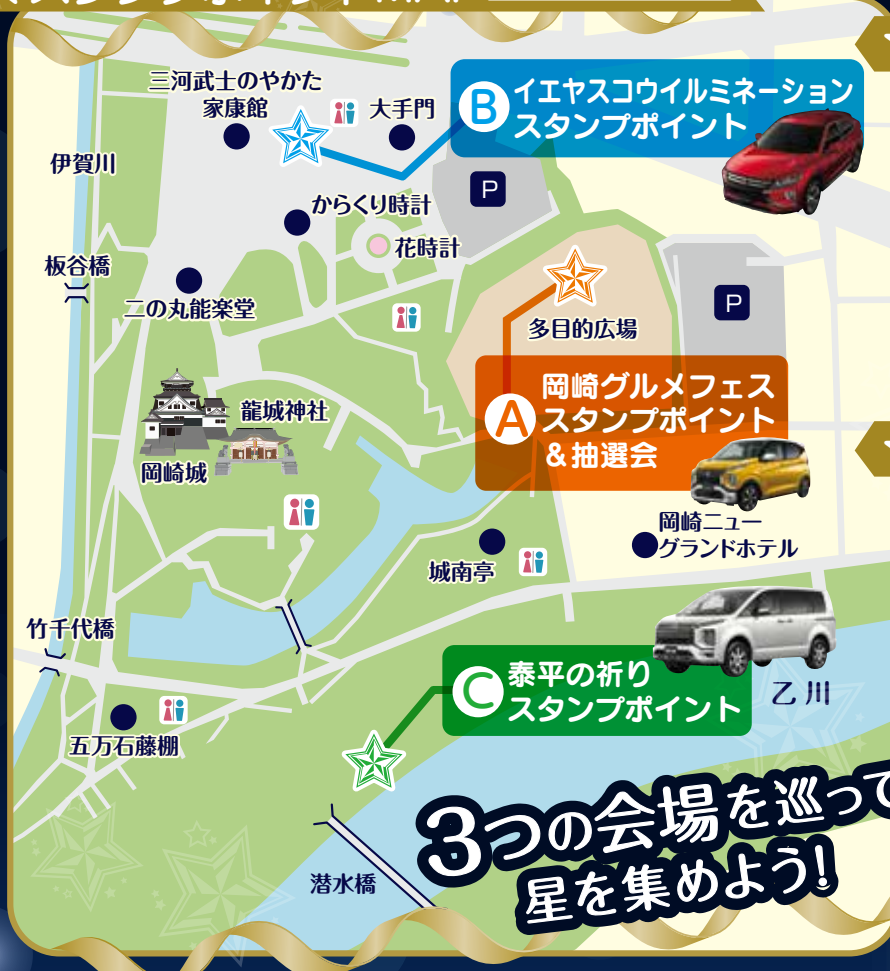 三河武士のやかた
家康館
大手門
B
イエヤスコウイルミネーション
スタンプポイント
伊賀川
P
からくり時計
花時計
板谷橋
二の丸能楽堂
P
多目的広場
A
岡崎グルメフェス
スタンプポイント
&抽選会
龍城神社
岡崎城
岡崎ニュー
グランドホテル
城南亭
竹千代橋
C
泰平の祈り
スタンプポイント
乙川
五万石藤棚
潜水橋
3つの会場を巡って
星を集めよう!